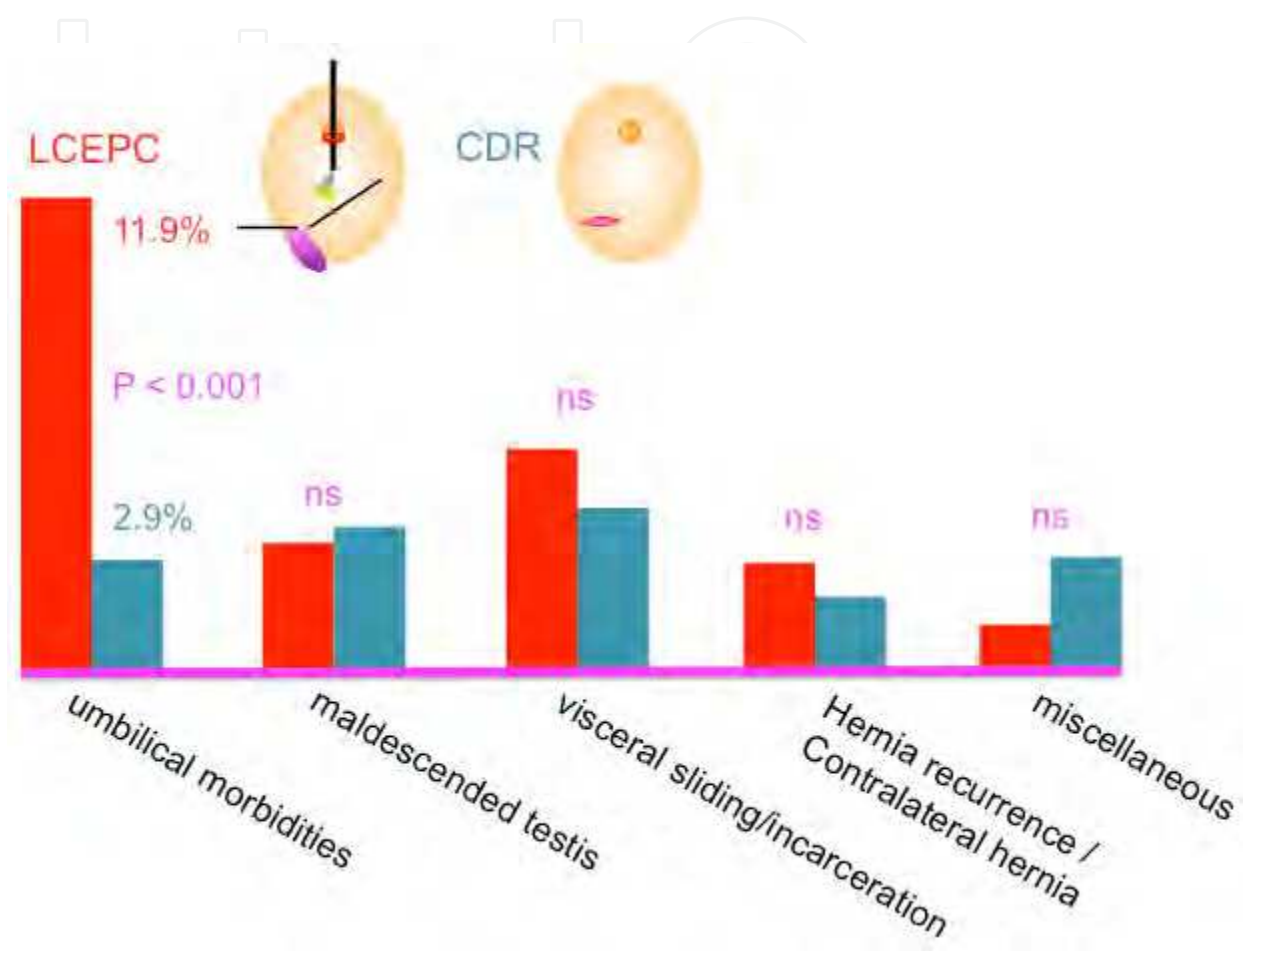 LCEPC
CDR
11.9%
P < 0.001
ns
2.9%
ns
ns
ns
umbilical morbidities
maldescended testis
visceral sliding/incarceration
Hernia recurrence /
Contralateral hernia
miscellaneous